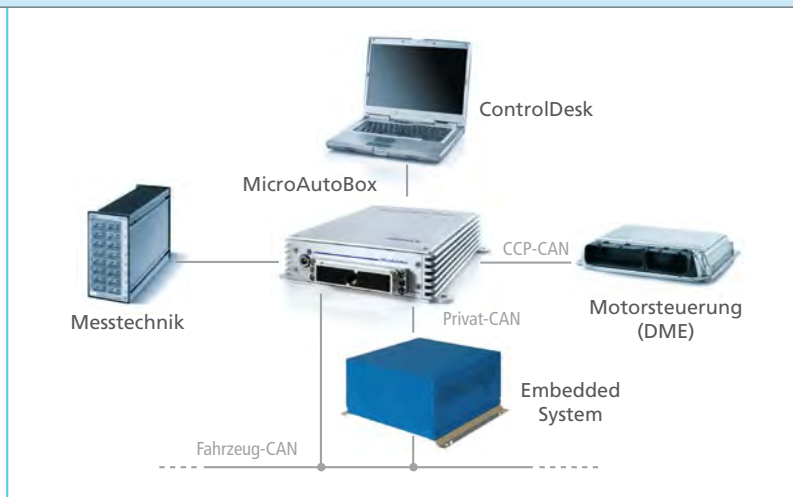 ControlDesk
MicroAutoBox
CCP-CAN
Messtechnik
Motorsteuerung
(DME)
Privat-CAN
Embedded
System
Fahrzeug-CAN